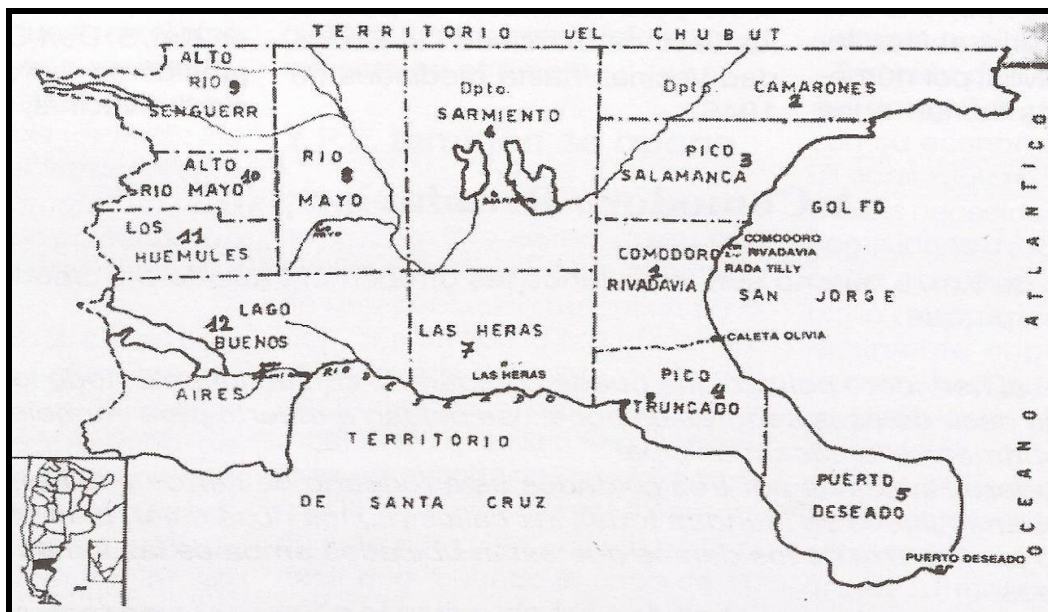 TERRITORIO DEL CHUBUT
ALTO
RIO 9
SENGUERR
Dpto.
SARMIENTO
6
Dpto.
CAMARONES
2
ALTO
RIO MAYO 10
RIO
8
MAYO
PICO 3
SALAMANCA
GOLFO
LOS 11
HUEMULES
COMODORO
RIVADAVIA
RADA TILLY
COMODORO
1
RIVADAVIA
SAN JORGE
LAGO
12
BUENOS
AIRES
LAS HERAS
7
LAS HERAS
CALETA OLIVIA
RIO
PICO 4
TRUNCADO
TERRITORIO
DE SANTA CRUZ
PUERTO 5
DESEADO
PUERTO DESEADO
OCEANO ATLANTICO